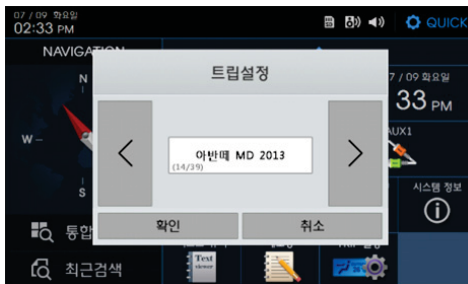 07 / 09 화요일
02:33 PM
QUICK
NAVIGATION
N
W
S
트립설정
아반떼 MD 2013
(14/39)
확인
취소
7 / 09 화요일
33 PM
AUX1
시스템 정보
통합
최근검색
Text
viewer